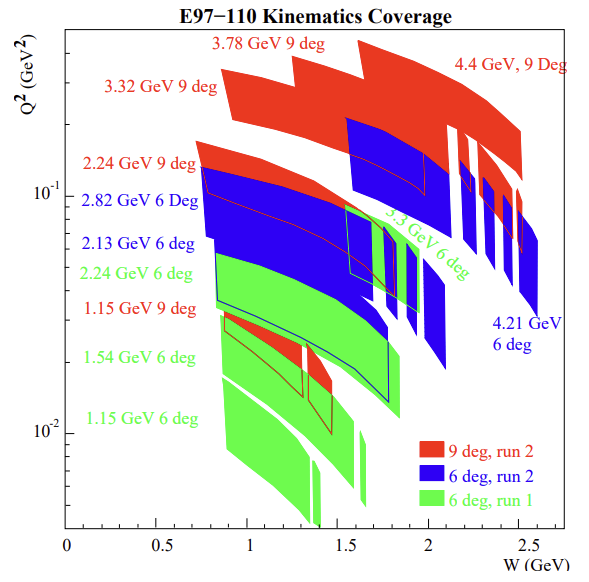 E97−110 Kinematics Coverage
Q² (GeV²)
3.78 GeV 9 deg
4.4 GeV, 9 Deg
3.32 GeV 9 deg
2.24 GeV 9 deg
10⁻¹
2.82 GeV 6 Deg
3.3 GeV 6 deg
2.13 GeV 6 deg
2.24 GeV 6 deg
1.15 GeV 9 deg
4.21 GeV
6 deg
1.54 GeV 6 deg
1.15 GeV 6 deg
10⁻²
9 deg, run 2
6 deg, run 2
6 deg, run 1
0 0.5 1 1.5 2 2.5
W (GeV)